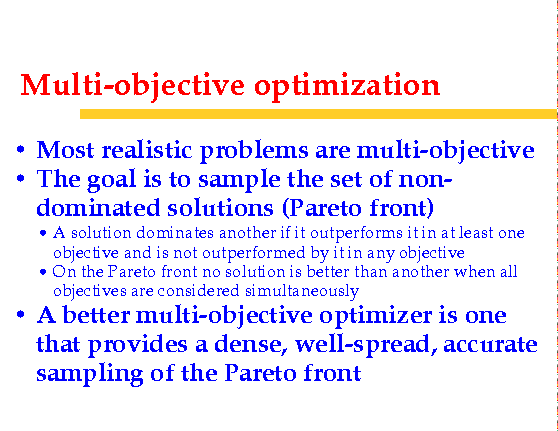 Multi-objective optimization
• Most realistic problems are multi-objective
• The goal is to sample the set of non-
dominated solutions (Pareto front)
• A solution dominates another if it outperforms it in at least one
objective and is not outperformed by it in any objective
• On the Pareto front no solution is better than another when all
objectives are considered simultaneously
• A better multi-objective optimizer is one
that provides a dense, well-spread, accurate
sampling of the Pareto front